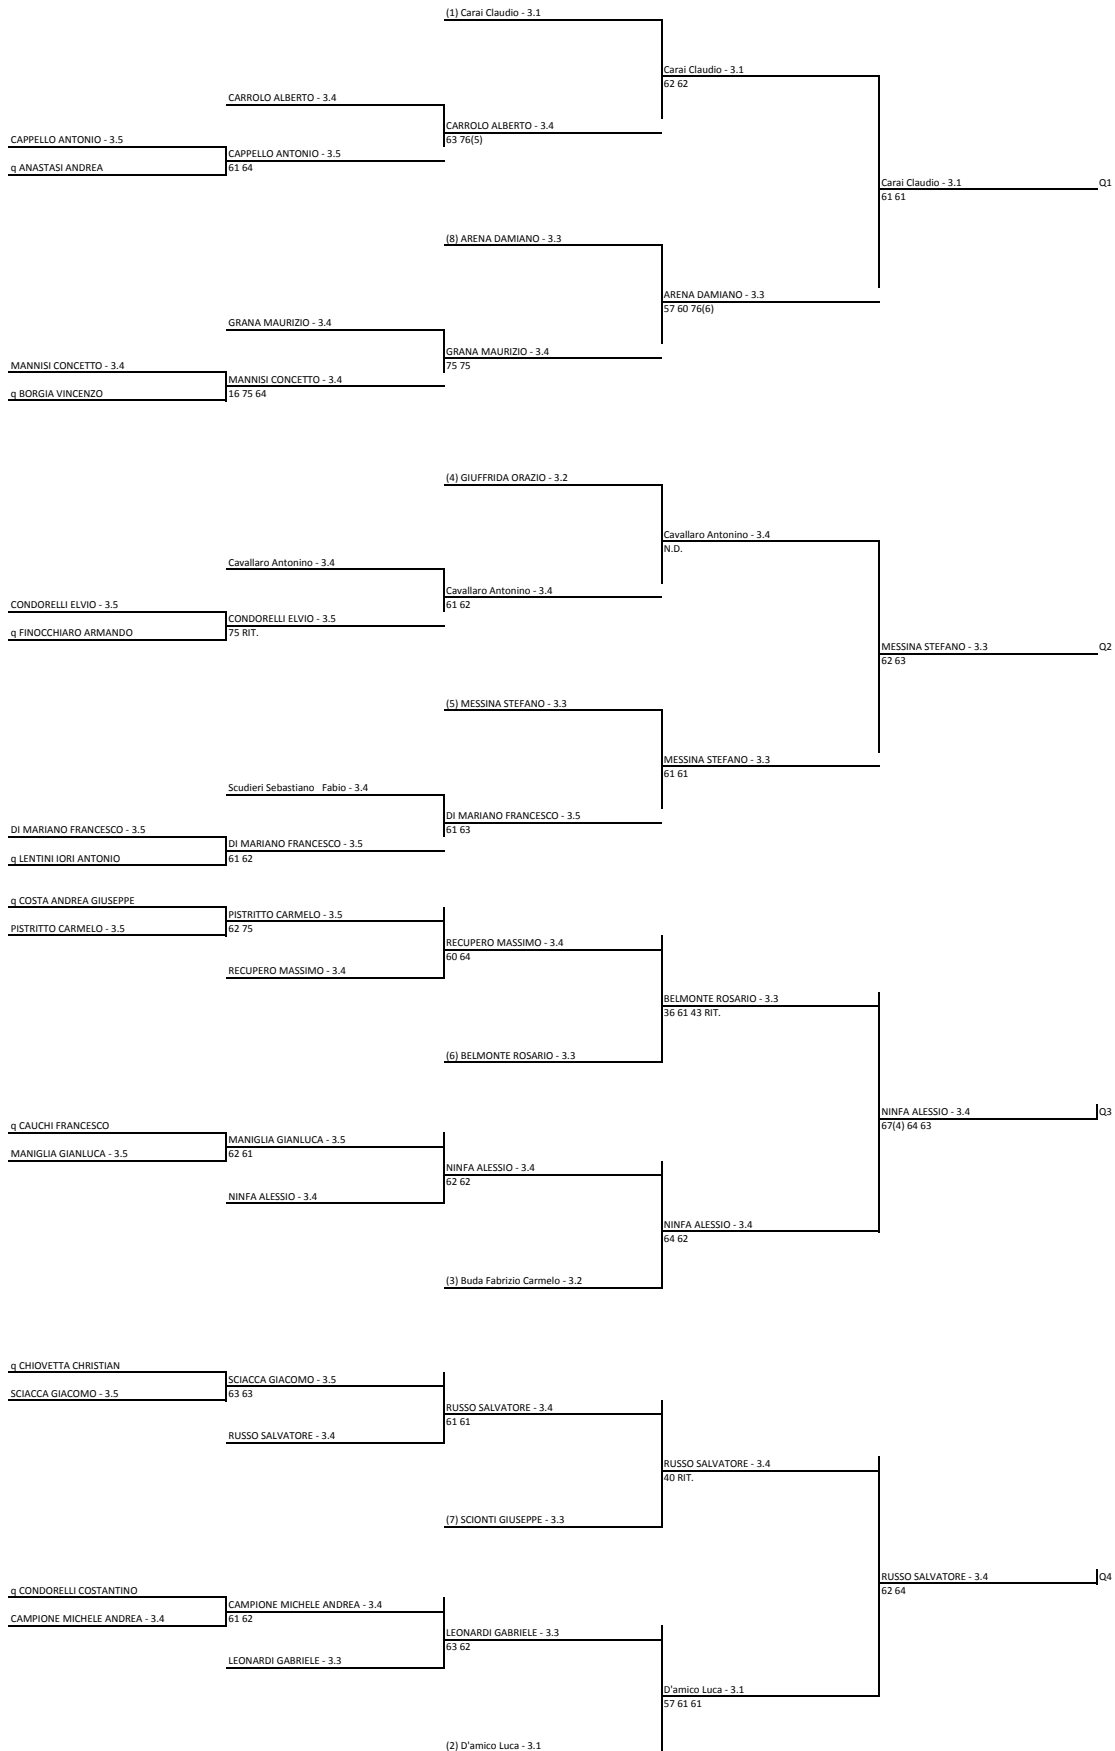 (1) Carai Claudio - 3.1
Carai Claudio - 3.1
62 62
CARROLO ALBERTO - 3.4
CARROLO ALBERTO - 3.4
63 76(5)
CAPPELLO ANTONIO - 3.5
CAPPELLO ANTONIO - 3.5
q ANASTASI ANDREA
61 64
Carai Claudio - 3.1
Q1
61 61
(8) ARENA DAMIANO - 3.3
ARENA DAMIANO - 3.3
57 60 76(6)
GRANA MAURIZIO - 3.4
GRANA MAURIZIO - 3.4
75 75
MANNISI CONCETTO - 3.4
MANNISI CONCETTO - 3.4
q BORGIA VINCENZO
16 75 64
(4) GIUFFRIDA ORAZIO - 3.2
Cavallaro Antonino - 3.4
N.D.
Cavallaro Antonino - 3.4
Cavallaro Antonino - 3.4
61 62
CONDORELLI ELVIO - 3.5
CONDORELLI ELVIO - 3.5
q FINOCCHIARO ARMANDO
75 RIT.
MESSINA STEFANO - 3.3
Q2
62 63
(5) MESSINA STEFANO - 3.3
MESSINA STEFANO - 3.3
61 61
Scudieri Sebastiano Fabio - 3.4
DI MARIANO FRANCESCO - 3.5
61 63
DI MARIANO FRANCESCO - 3.5
DI MARIANO FRANCESCO - 3.5
q LENTINI IORI ANTONIO
61 62
q COSTA ANDREA GIUSEPPE
PISTRITTO CARMELO - 3.5
PISTRITTO CARMELO - 3.5
62 75
RECUPERO MASSIMO - 3.4
60 64
RECUPERO MASSIMO - 3.4
BELMONTE ROSARIO - 3.3
36 61 43 RIT.
(6) BELMONTE ROSARIO - 3.3
NINFA ALESSIO - 3.4
Q3
67(4) 64 63
q CAUCHI FRANCESCO
MANIGLIA GIANLUCA - 3.5
MANIGLIA GIANLUCA - 3.5
62 61
NINFA ALESSIO - 3.4
62 62
NINFA ALESSIO - 3.4
NINFA ALESSIO - 3.4
64 62
(3) Buda Fabrizio Carmelo - 3.2
q CHIOVETTA CHRISTIAN
SCIACCA GIACOMO - 3.5
SCIACCA GIACOMO - 3.5
63 63
RUSSO SALVATORE - 3.4
61 61
RUSSO SALVATORE - 3.4
RUSSO SALVATORE - 3.4
40 RIT.
(7) SCIONTI GIUSEPPE - 3.3
RUSSO SALVATORE - 3.4
Q4
62 64
q CONDORELLI COSTANTINO
CAMPIONE MICHELE ANDREA - 3.4
CAMPIONE MICHELE ANDREA - 3.4
61 62
LEONARDI GABRIELE - 3.3
63 62
LEONARDI GABRIELE - 3.3
D'amico Luca - 3.1
57 61 61
(2) D'amico Luca - 3.1